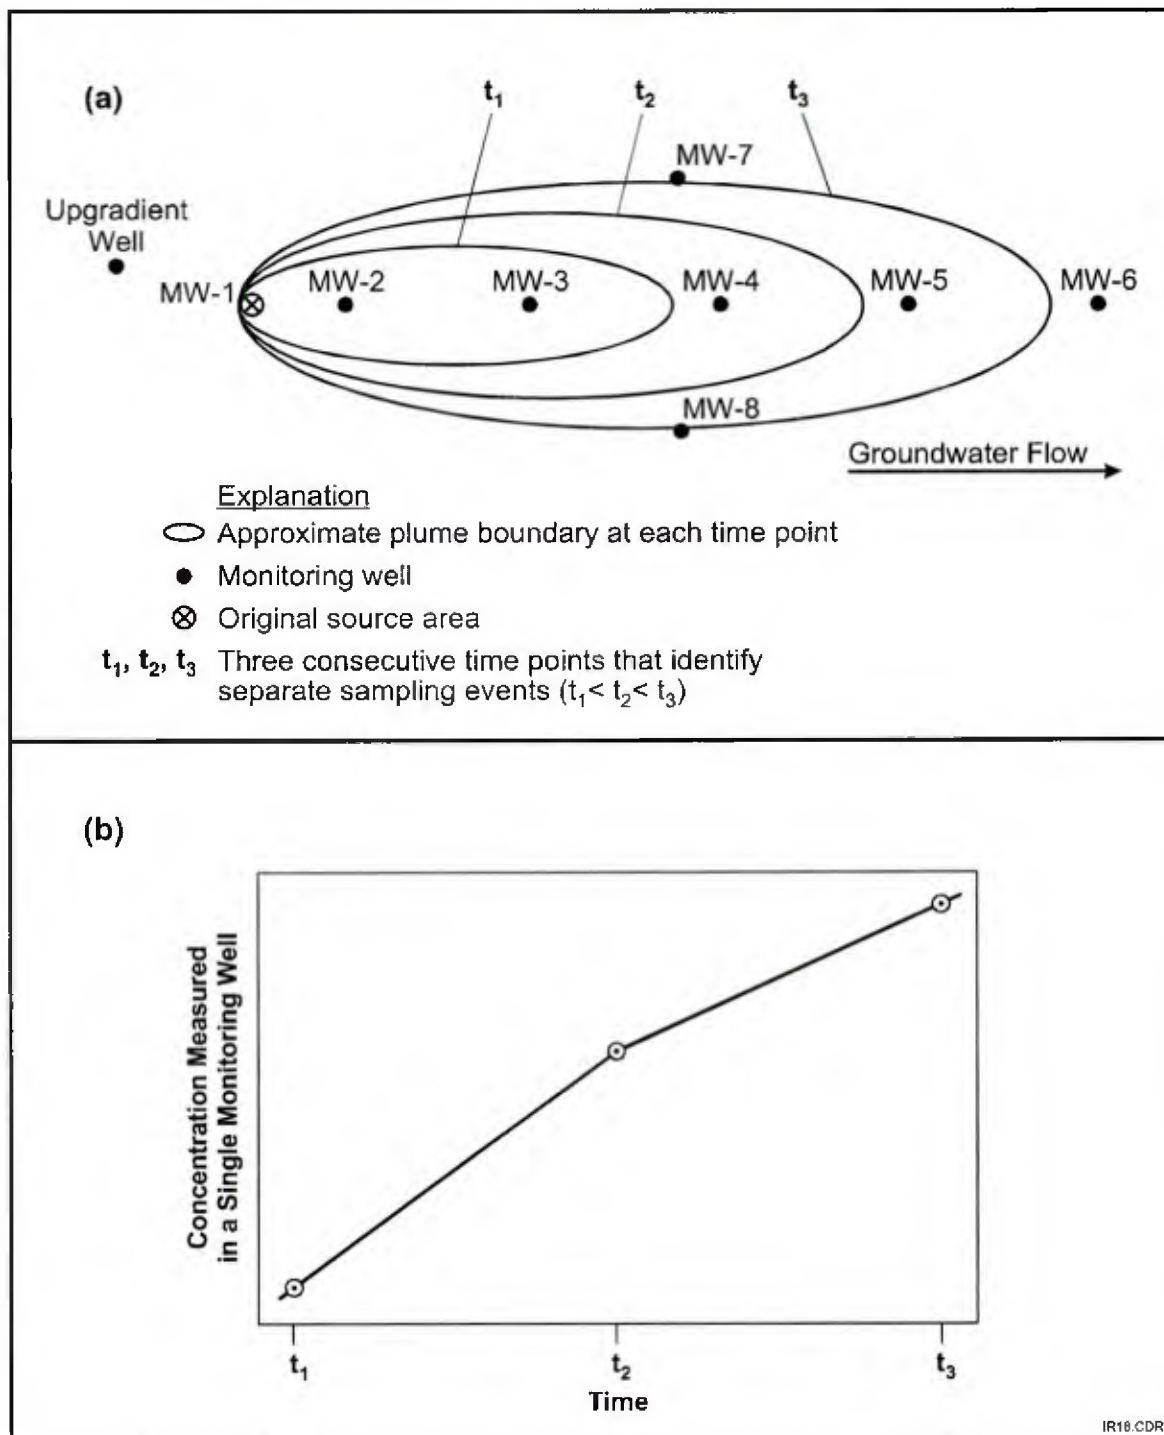 (a)
t1
t2
t3
MW-7
Upgradient
Well
MW-1
MW-2
MW-3
MW-4
MW-5
MW-6
MW-8
Groundwater Flow
Explanation
Approximate plume boundary at each time point
Monitoring well
Original source area
t1, t2, t3 Three consecutive time points that identify
separate sampling events (t1< t2< t3)
(b)
Concentration Measured
in a Single Monitoring Well
t1
t2
t3
Time
IR18.CDR